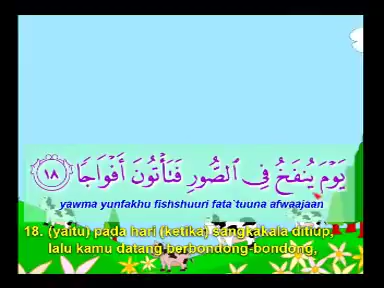 يَوْمَ يُنفَخُ فِي ٱلصُّورِ فَتَأْتُونَ أَفْوَاجًا ١٨
yawma yunfakhu fishshuuri fata`tuuna afwaajaan
18. (yaitu) pada hari (ketika) sangkakala ditiup,
lalu kamu datang berbondong-bondong,